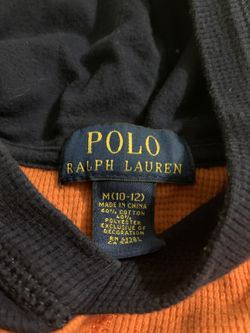 POLO
RALPH LAUREN
M(10-12)
MADE IN CHINA
60% COTTON
40%
POLYESTER
EXCLUSIVE OF
DECORATION